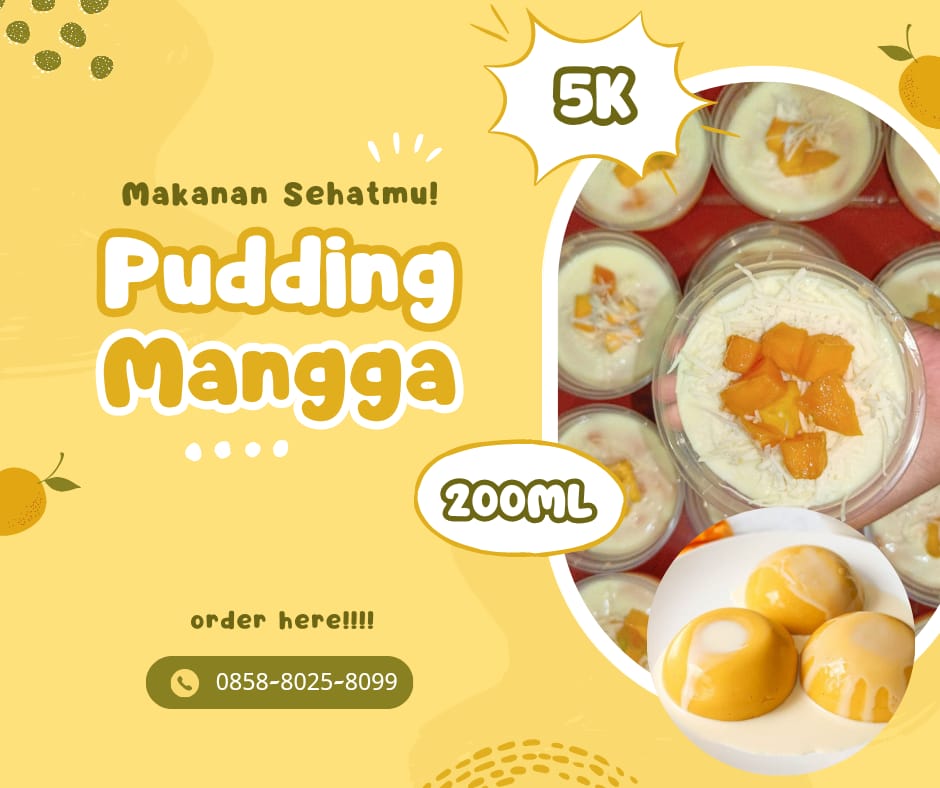 5K
Makanan Sehatmu!
Pudding
Mangga
200ML
order here!!!!
0858-8025-8099